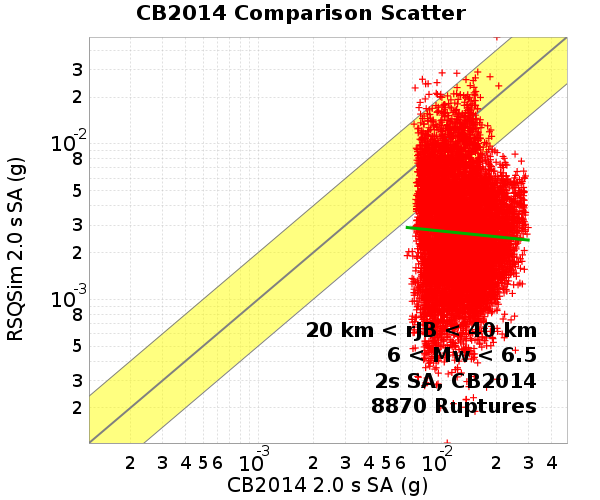 CB2014 Comparison Scatter
RSQSim 2.0 s SA (g)
3
2
10-2
8
5
3
2
10-3
8
5
3
2
20 km < rJB < 40 km
6 < Mw < 6.5
2s SA, CB2014
8870 Ruptures
2 3 4 5 6 10-3 2 3 4 5 6 10-2 2 3 4
CB2014 2.0 s SA (g)